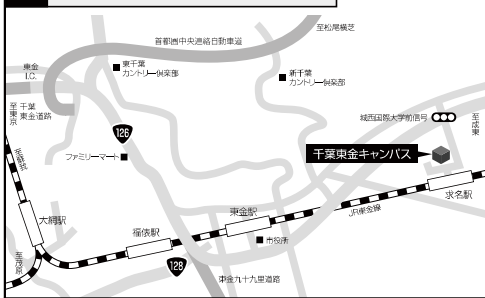 至松尾横芝
首都圏中央連絡自動車道
東千葉
カントリー倶楽部
新千葉
カントリー倶楽部
東金
I.C.
至東京
千葉
東金道路
126
ファミリーマート
城西国際大学前信号
至成東
千葉東金キャンパス
求名駅
JR東金線
東金駅
市役所
福俵駅
大網駅
至蘇我
至茂原
128
東金九十九里道路